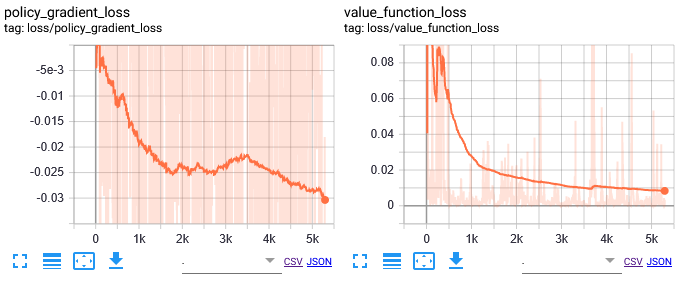 policy_gradient_loss
tag: loss/policy_gradient_loss
-5e-3
-0.01
-0.015
-0.02
-0.025
-0.03
0 1k 2k 3k 4k 5k
CSV JSON
value_function_loss
tag: loss/value_function_loss
0.08
0.06
0.04
0.02
0
0 1k 2k 3k 4k 5k
CSV JSON